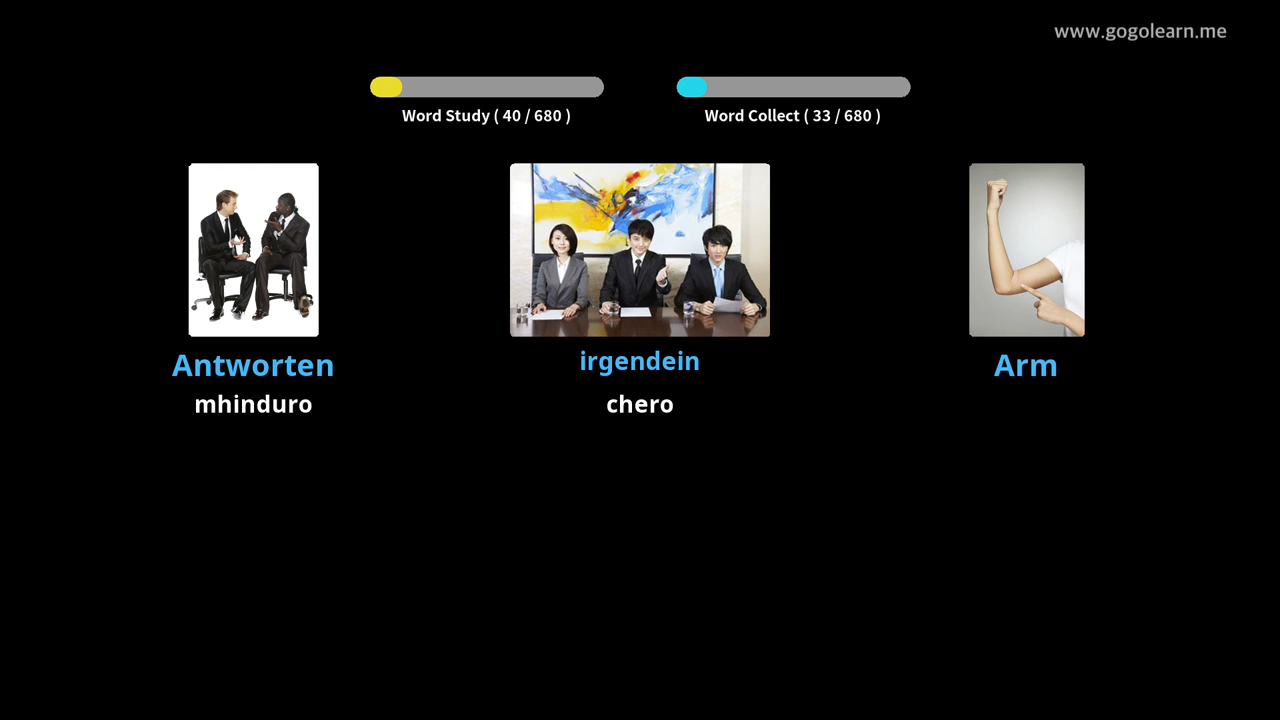 www.gogolearn.me
Word Study ( 40 / 680 )
Word Collect ( 33 / 680 )
Antworten
mhinduro
irgendein
chero
Arm